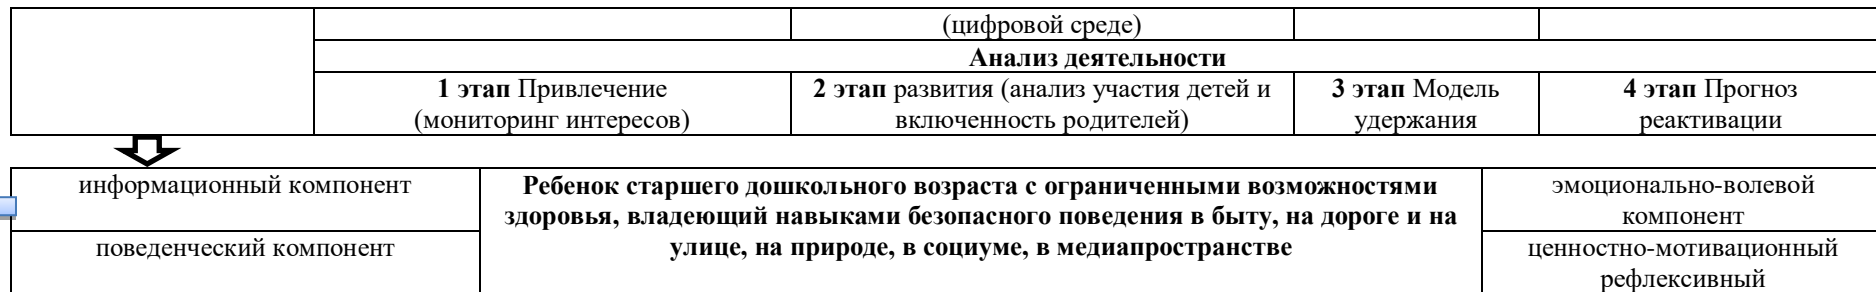 (цифровой среде)
Анализ деятельности
1 этап Привлечение
(мониторинг интересов)
2 этап развития (анализ участия детей и
включенность родителей)
3 этап Модель
удержания
4 этап Прогноз
реактивации
информационный компонент
поведенческий компонент
Ребенок старшего дошкольного возраста с ограниченными возможностями
здоровья, владеющий навыками безопасного поведения в быту, на дороге и на
улице, на природе, в социуме, в медиапространстве
эмоционально-волевой
компонент
ценностно-мотивационный
рефлексивный